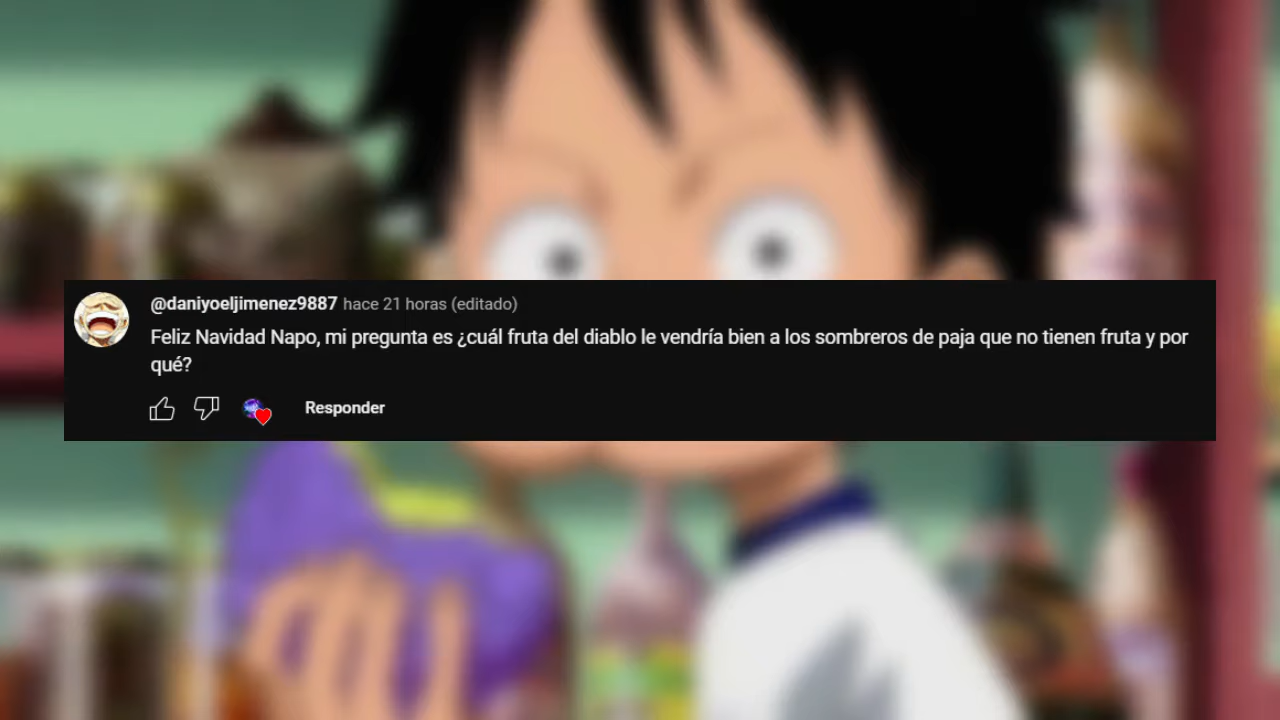 @daniyoeljimenez9887 hace 21 horas (editado)
Feliz Navidad Napo, mi pregunta es ¿cuál fruta del diablo le vendría bien a los sombreros de paja que no tienen fruta y por
qué?
Responder